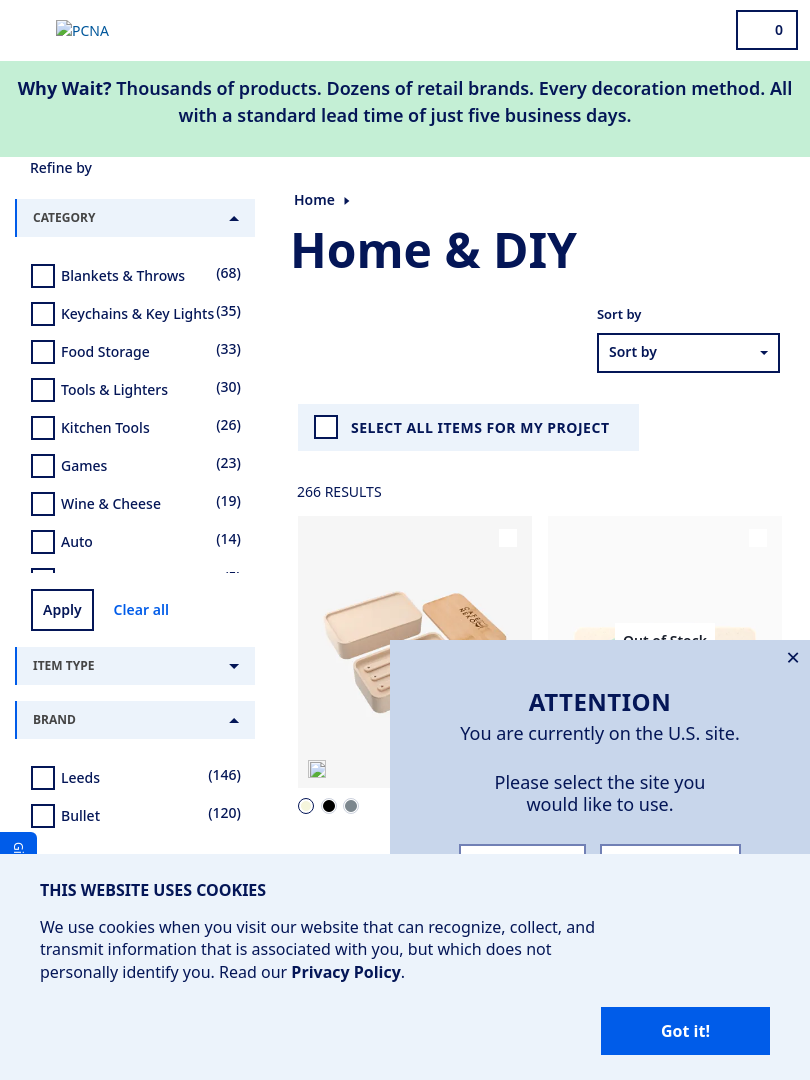 PCNA
0
Why Wait? Thousands of products. Dozens of retail brands. Every decoration method. All
with a standard lead time of just five business days.
Refine by
CATEGORY
Blankets & Throws (68)
Keychains & Key Lights (35)
Food Storage (33)
Tools & Lighters (30)
Kitchen Tools (26)
Games (23)
Wine & Cheese (19)
Auto (14)
Apply Clear all
ITEM TYPE
BRAND
Leeds (146)
Bullet (120)
Home
Home & DIY
Sort by
Sort by
SELECT ALL ITEMS FOR MY PROJECT
266 RESULTS
Out of Stock
×
ATTENTION
You are currently on the U.S. site.
Please select the site you
would like to use.
THIS WEBSITE USES COOKIES
We use cookies when you visit our website that can recognize, collect, and
transmit information that is associated with you, but which does not
personally identify you. Read our Privacy Policy.
Got it!